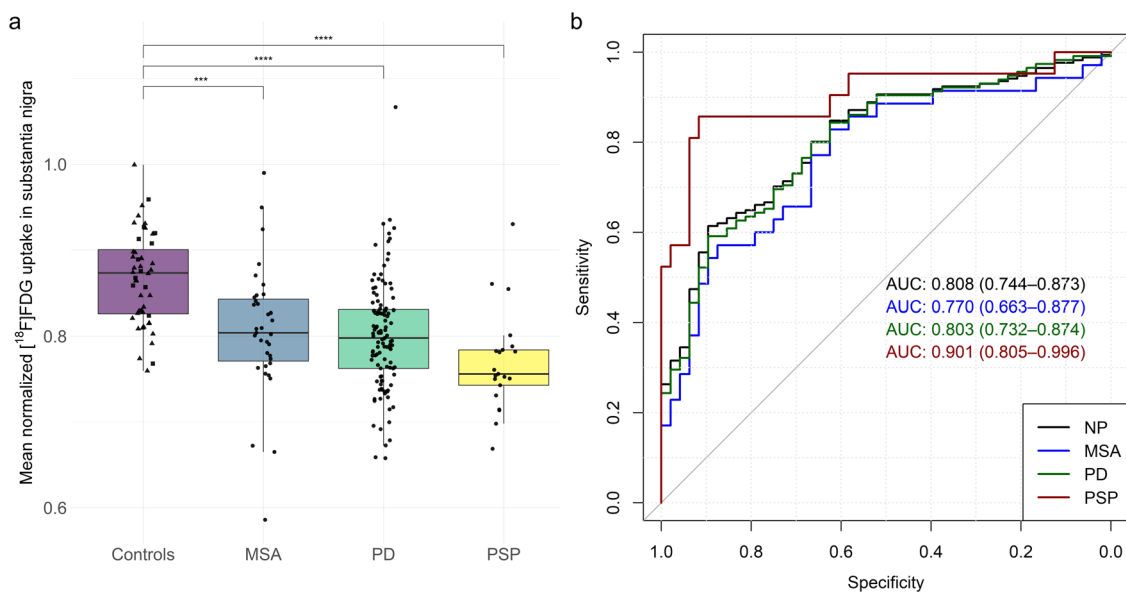 a
****
****
***
Mean normalized [¹⁸F]FDG uptake in substantia nigra
1.0
0.8
0.6
Controls MSA PD PSP
b
Sensitivity
1.0
0.8
0.6
0.4
0.2
0.0
AUC: 0.808 (0.744–0.873)
AUC: 0.770 (0.663–0.877)
AUC: 0.803 (0.732–0.874)
AUC: 0.901 (0.805–0.996)
NP
MSA
PD
PSP
1.0 0.8 0.6 0.4 0.2 0.0
Specificity